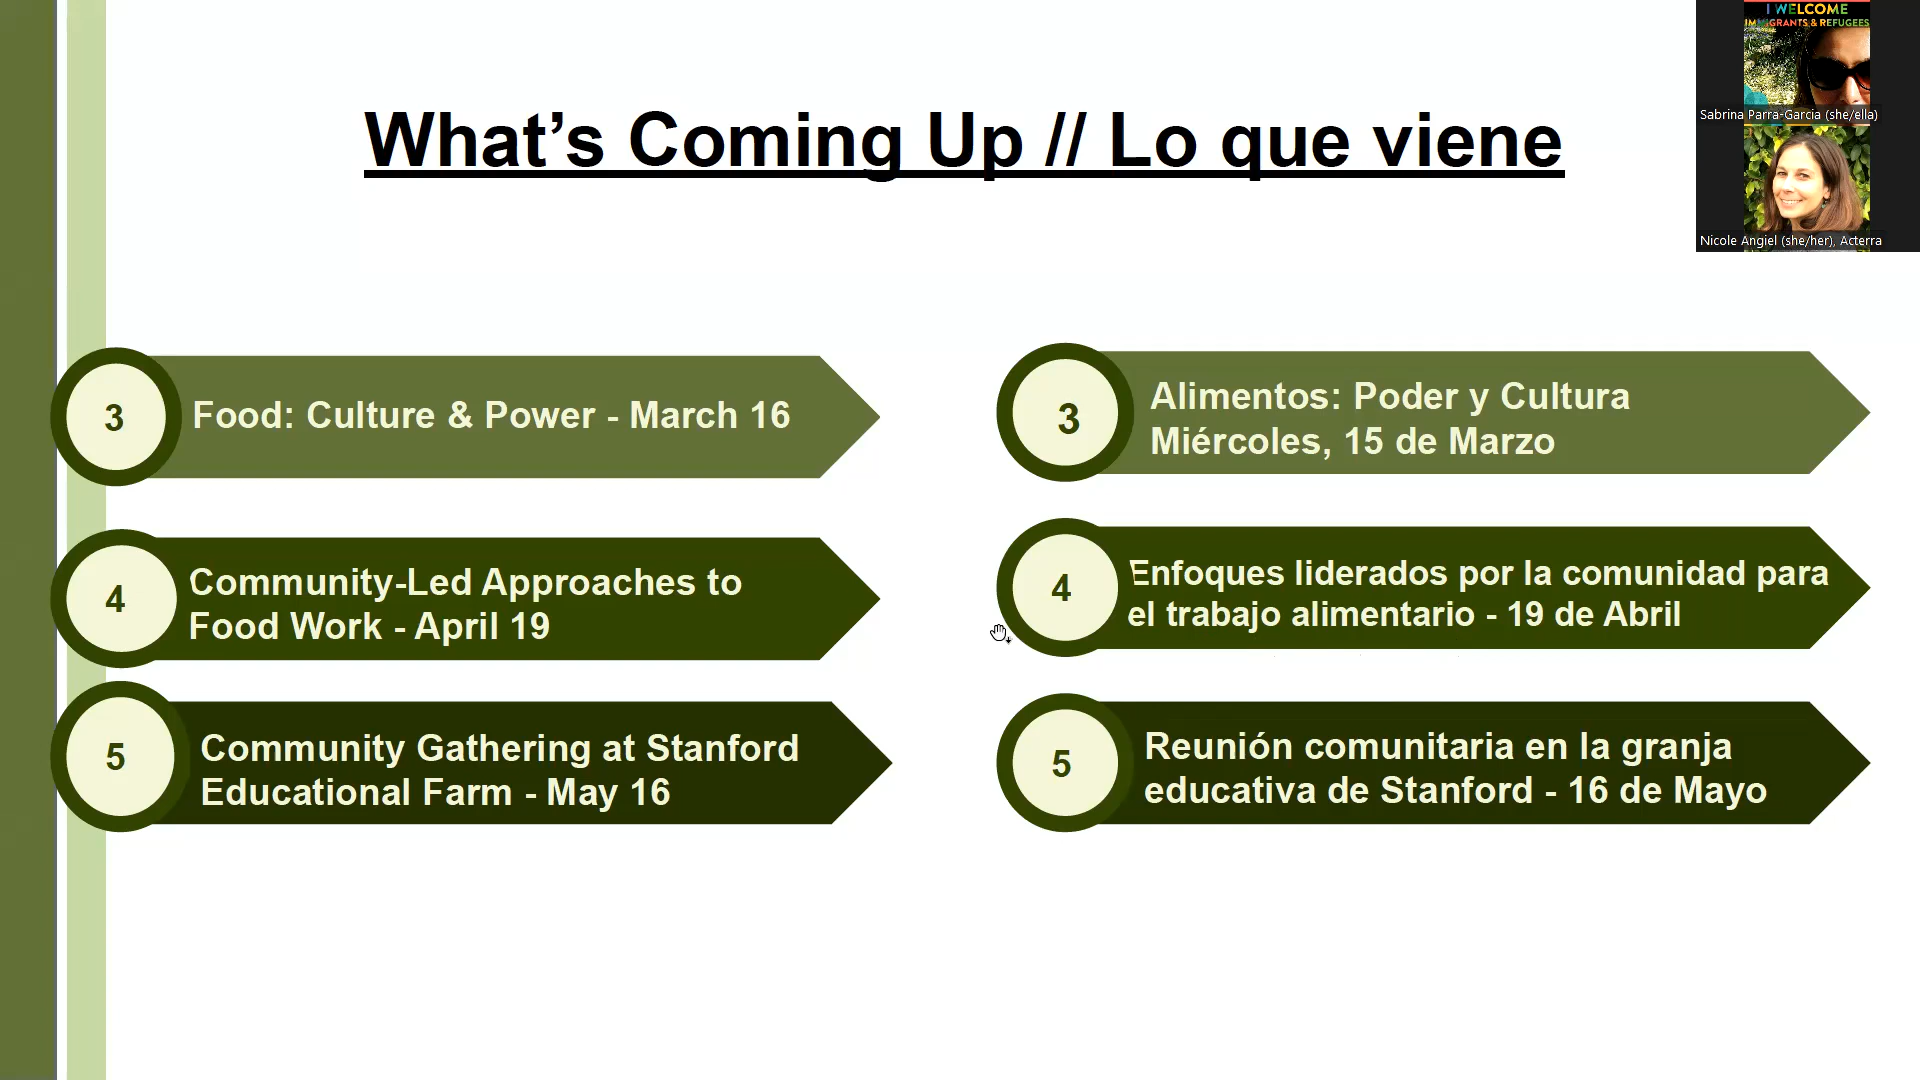 What’s Coming Up // Lo que viene
I WELCOME
IMMIGRANTS & REFUGEES
Sabrina Parra-Garcia (she/ella)
Nicole Angiel (she/her), Acterra
3
Food: Culture & Power - March 16
4
Community-Led Approaches to
Food Work - April 19
5
Community Gathering at Stanford
Educational Farm - May 16
3
Alimentos: Poder y Cultura
Miércoles, 15 de Marzo
4
Enfoques liderados por la comunidad para
el trabajo alimentario - 19 de Abril
5
Reunión comunitaria en la granja
educativa de Stanford - 16 de Mayo